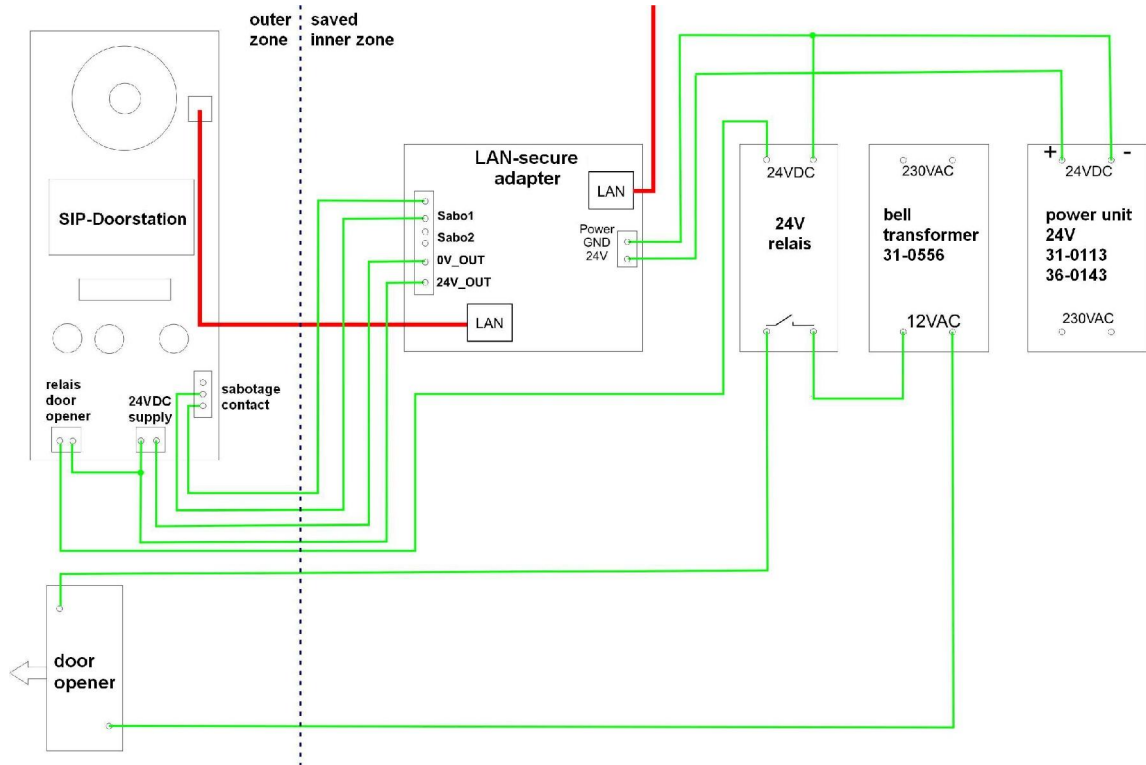 outer
zone
saved
inner zone
SIP-Doorstation
relais
door
opener
24VDC
supply
sabotage
contact
LAN-secure
adapter
LAN
Sabo1
Sabo2
0V_OUT
24V_OUT
Power
GND
24V
LAN
24VDC
24V
relais
230VAC
bell
transformer
31-0556
12VAC
+ -
24VDC
power unit
24V
31-0113
36-0143
230VAC
door
opener